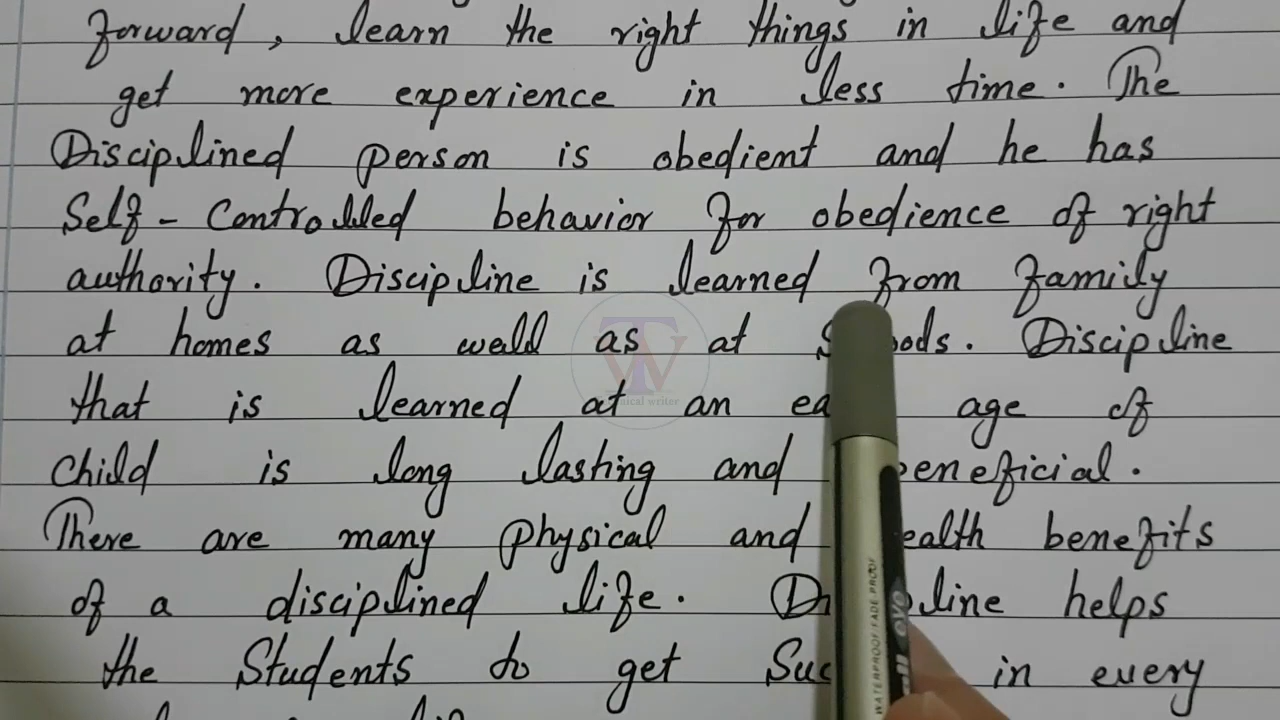 forward, learn the right things in life and
get more experience in less time. The
Disciplined person is obedient and he has
Self-Controlled behavior for obedience of right
authority. Discipline is learned from family
at homes as well as at
Discipline
that is learned at an age of
Child is long lasting and beneficial.
There are many physical and health benefits
of a disciplined life. helps
the Students to get in every